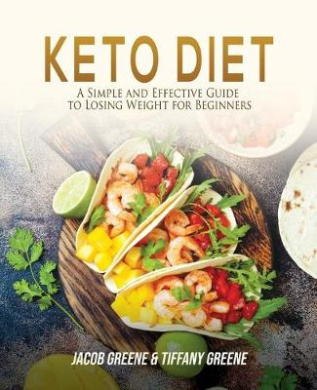 KETO DIET
A Simple and Effective Guide
to Losing Weight for Beginners
JACOB GREENE & TIFFANY GREENE